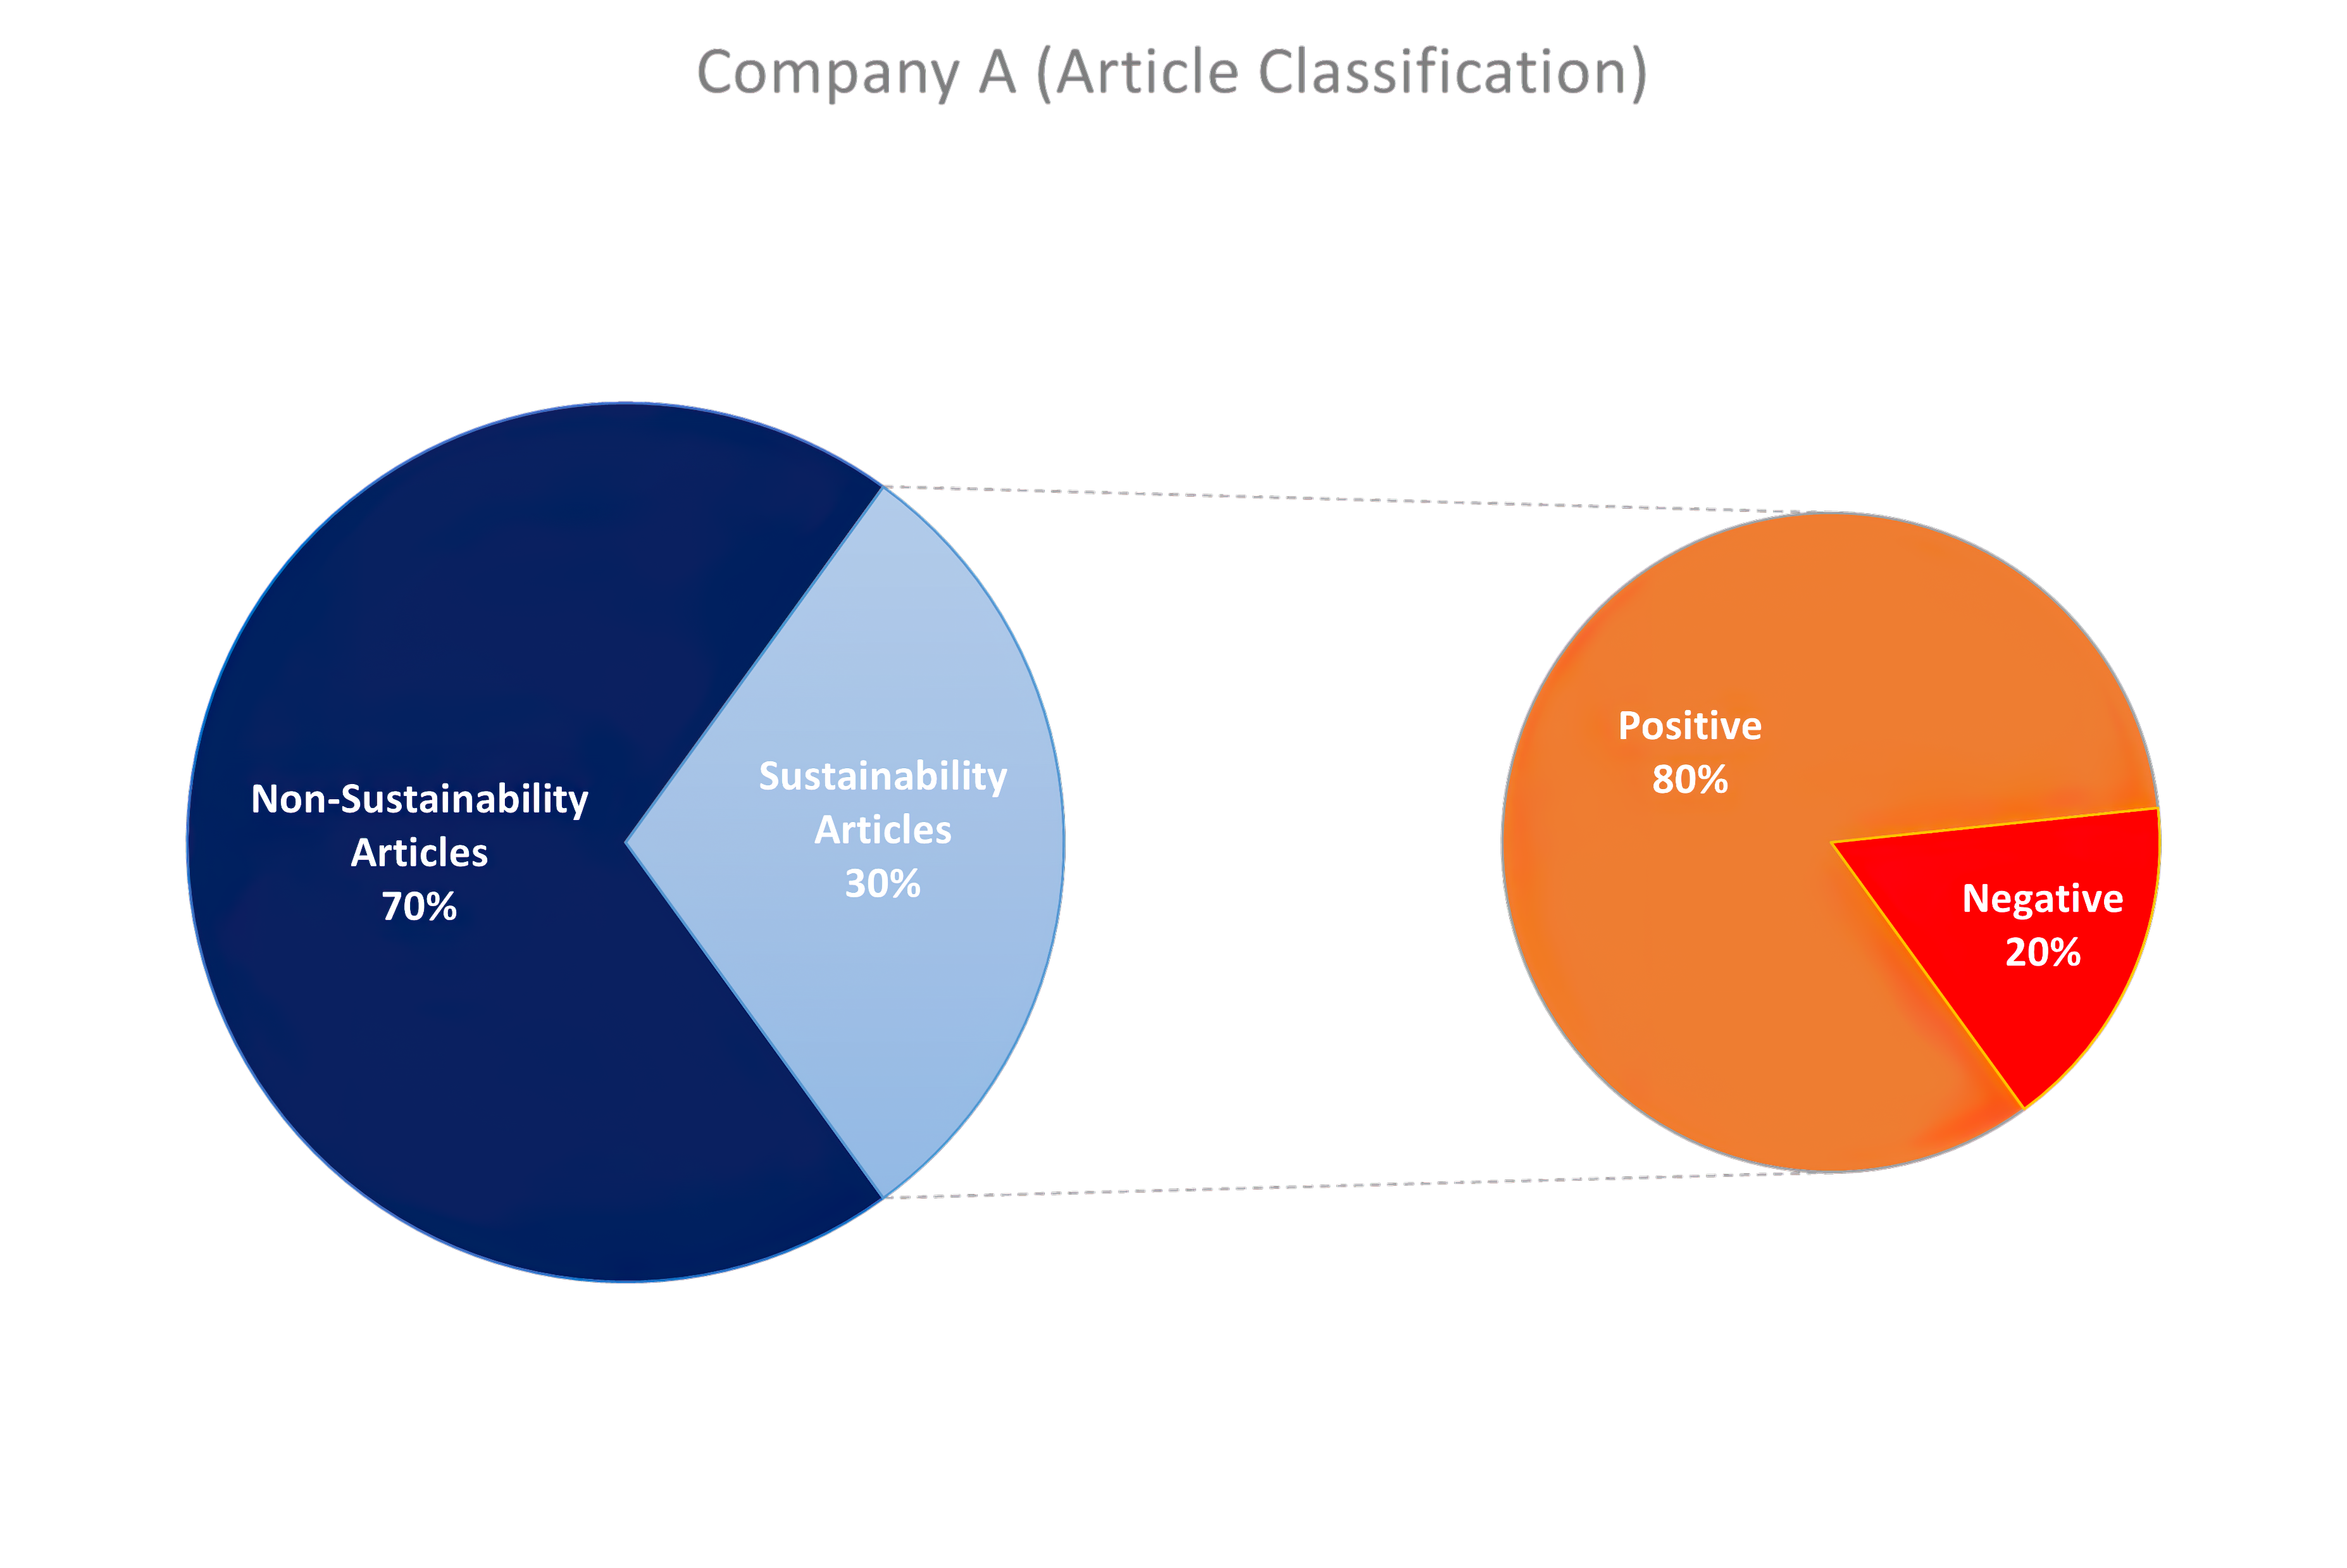 Company A (Article Classification)
Non-Sustainability
Articles
70%
Sustainability
Articles
30%
Positive
80%
Negative
20%